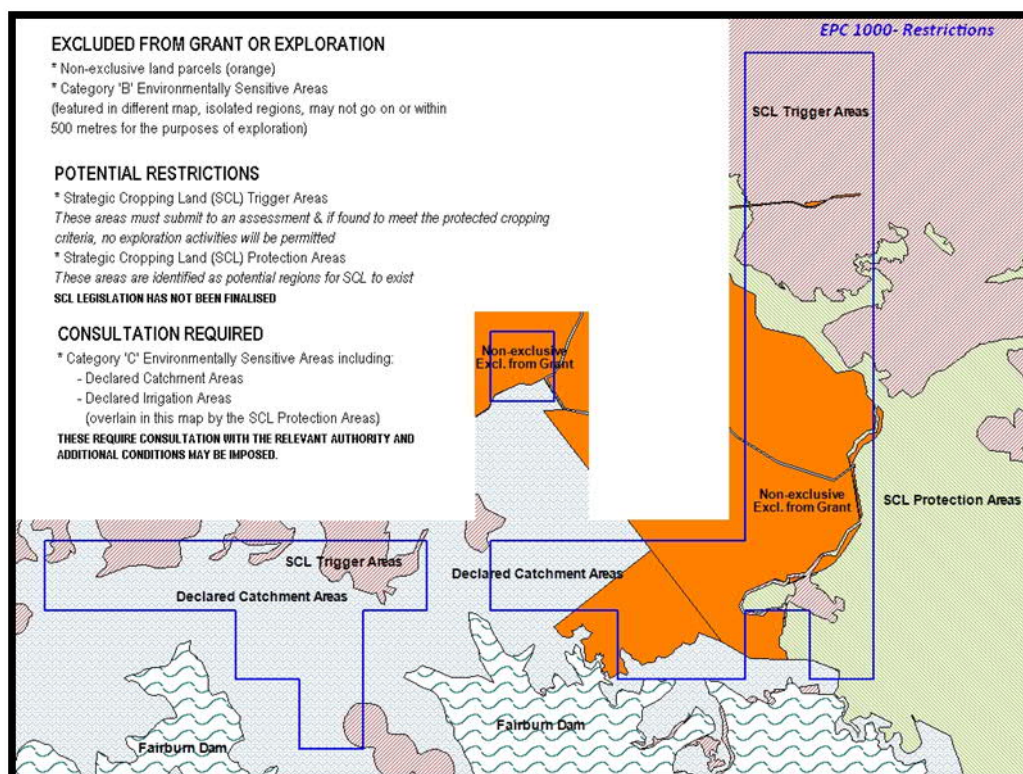 EPC 1000- Restrictions
EXCLUDED FROM GRANT OR EXPLORATION
* Non-exclusive land parcels (orange)
* Category 'B' Environmentally Sensitive Areas
(featured in different map, isolated regions, may not go on or within
500 metres for the purposes of exploration)
POTENTIAL RESTRICTIONS
* Strategic Cropping Land (SCL) Trigger Areas
These areas must submit to an assessment & if found to meet the protected cropping
criteria, no exploration activities will be permitted
* Strategic Cropping Land (SCL) Protection Areas
These areas are identified as potential regions for SCL to exist
SCL LEGISLATION HAS NOT BEEN FINALISED
CONSULTATION REQUIRED
* Category 'C' Environmentally Sensitive Areas including:
- Declared Catchment Areas
- Declared Irrigation Areas
(overlain in this map by the SCL Protection Areas)
THESE REQUIRE CONSULTATION WITH THE RELEVANT AUTHORITY AND
ADDITIONAL CONDITIONS MAY BE IMPOSED.
SCL Trigger Areas
Non-exclusive
Excl. from Grant
Non-exclusive
Excl. from Grant
SCL Protection Areas
SCL Trigger Areas
Declared Catchment Areas
Declared Catchment Areas
Fairburn Dam
Fairburn Dam